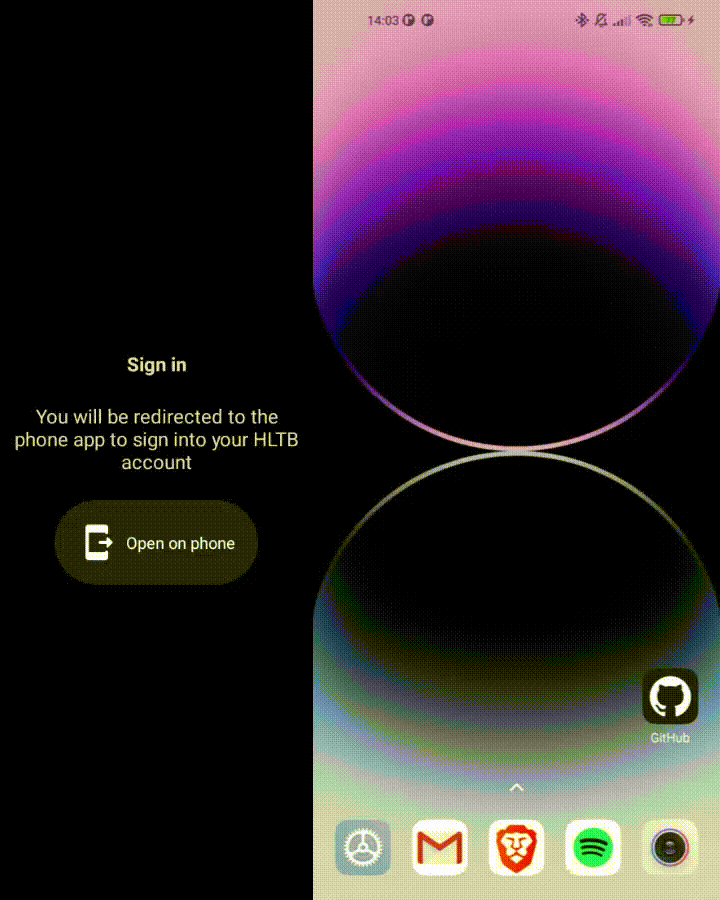 Sign in
You will be redirected to the
phone app to sign into your HLTB
account
Open on phone
14:03
77
GitHub